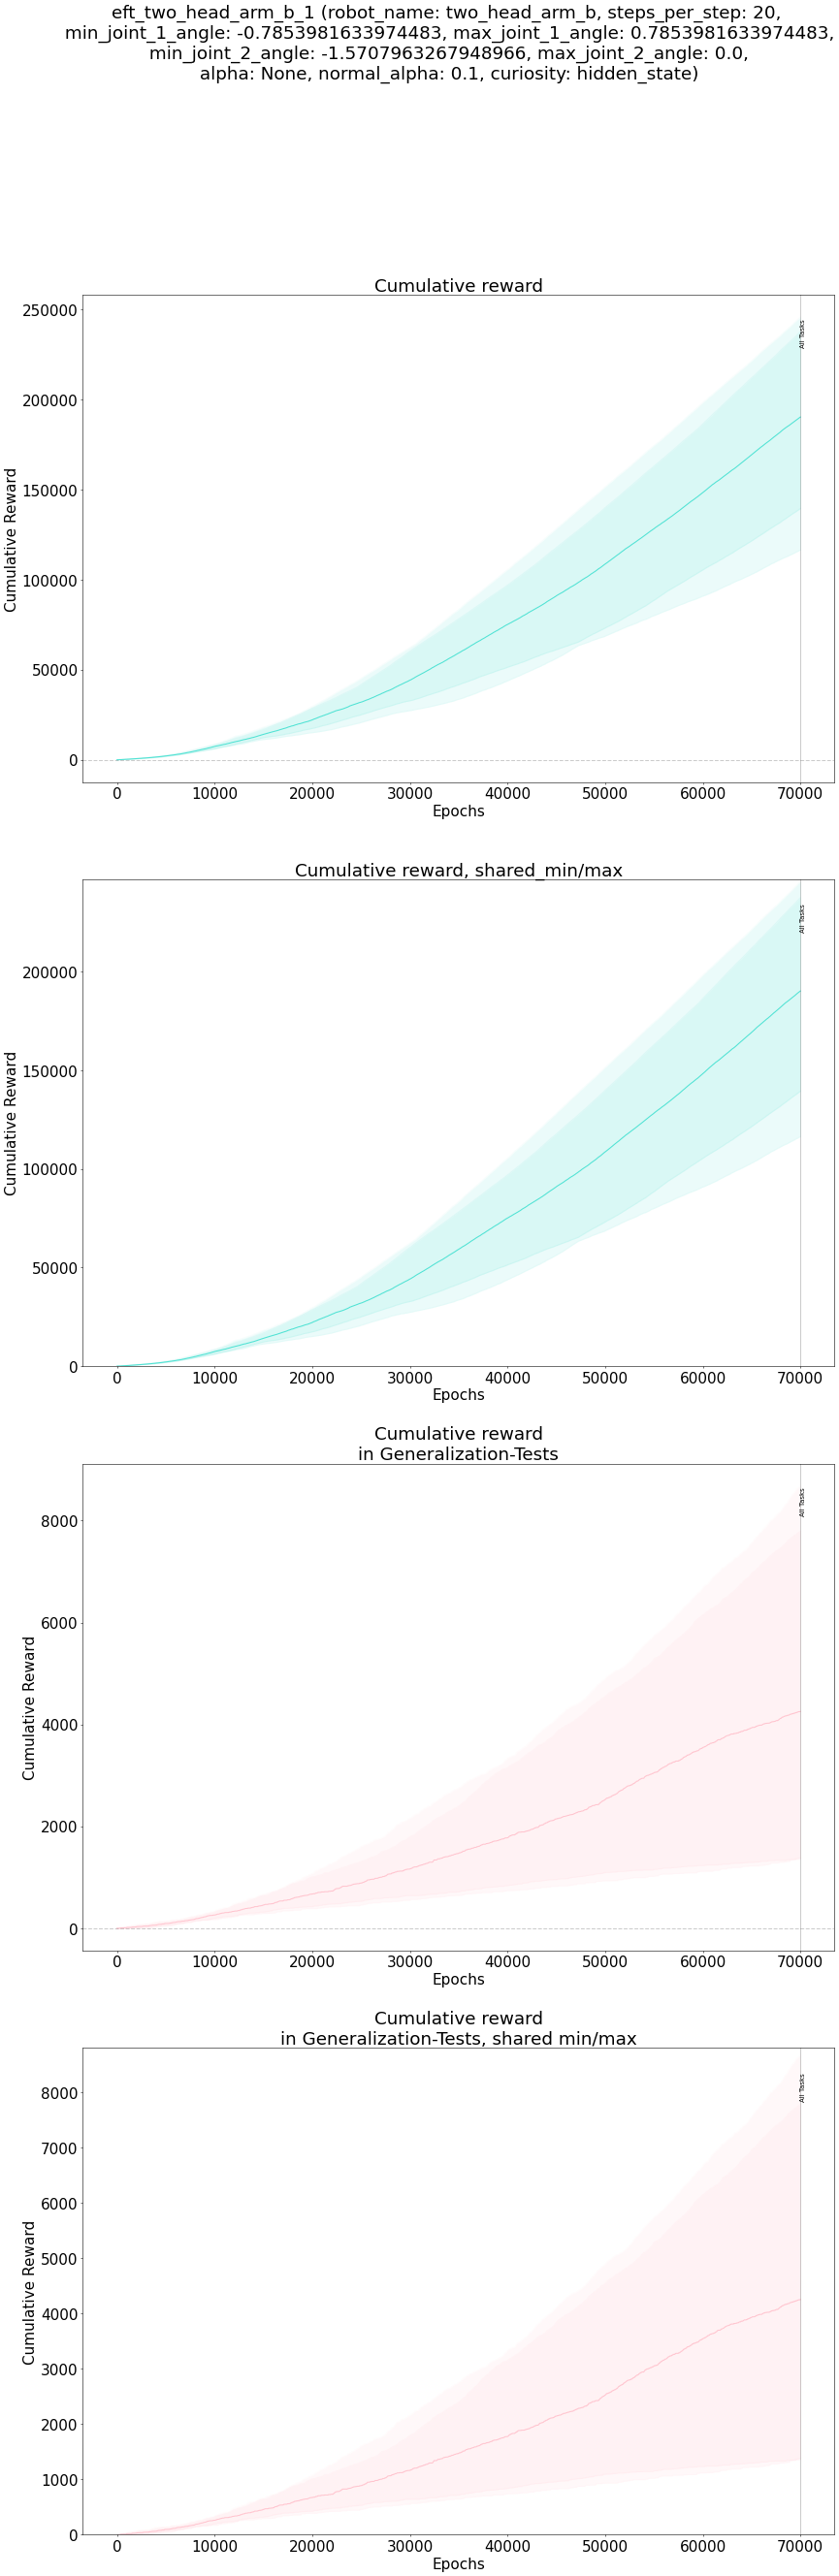 eft_two_head_arm_b_1 (robot_name: two_head_arm_b, steps_per_step: 20,
min_joint_1_angle: -0.7853981633974483, max_joint_1_angle: 0.7853981633974483,
min_joint_2_angle: -1.5707963267948966, max_joint_2_angle: 0.0,
alpha: None, normal_alpha: 0.1, curiosity: hidden_state)
Cumulative reward
250000
200000
150000
100000
50000
0
Cumulative Reward
All Tasks
0 10000 20000 30000 40000 50000 60000 70000
Epochs
Cumulative reward, shared_min/max
200000
150000
100000
50000
0
Cumulative Reward
All Tasks
0 10000 20000 30000 40000 50000 60000 70000
Epochs
Cumulative reward
in Generalization-Tests
8000
6000
4000
2000
0
Cumulative Reward
All Tasks
0 10000 20000 30000 40000 50000 60000 70000
Epochs
Cumulative reward
in Generalization-Tests, shared min/max
8000
7000
6000
5000
4000
3000
2000
1000
0
Cumulative Reward
All Tasks
0 10000 20000 30000 40000 50000 60000 70000
Epochs